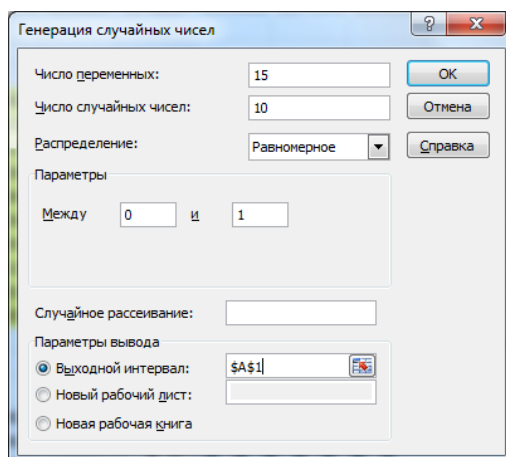 Генерация случайных чисел
Число переменных: 15 OK
Число случайных чисел: 10 Отмена
Распределение: Равномерное Справка
Параметры
Между 0 и 1
Случайное рассеивание:
Параметры вывода
Выходной интервал: $A$1
Новый рабочий лист:
Новая рабочая книга